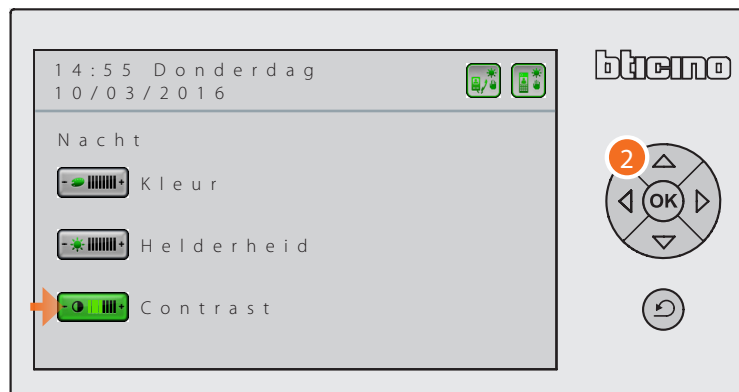 14:55 Donderdag
10/03/2016
bticino
Nacht
Kleur
Helderheid
Contrast
2
OK